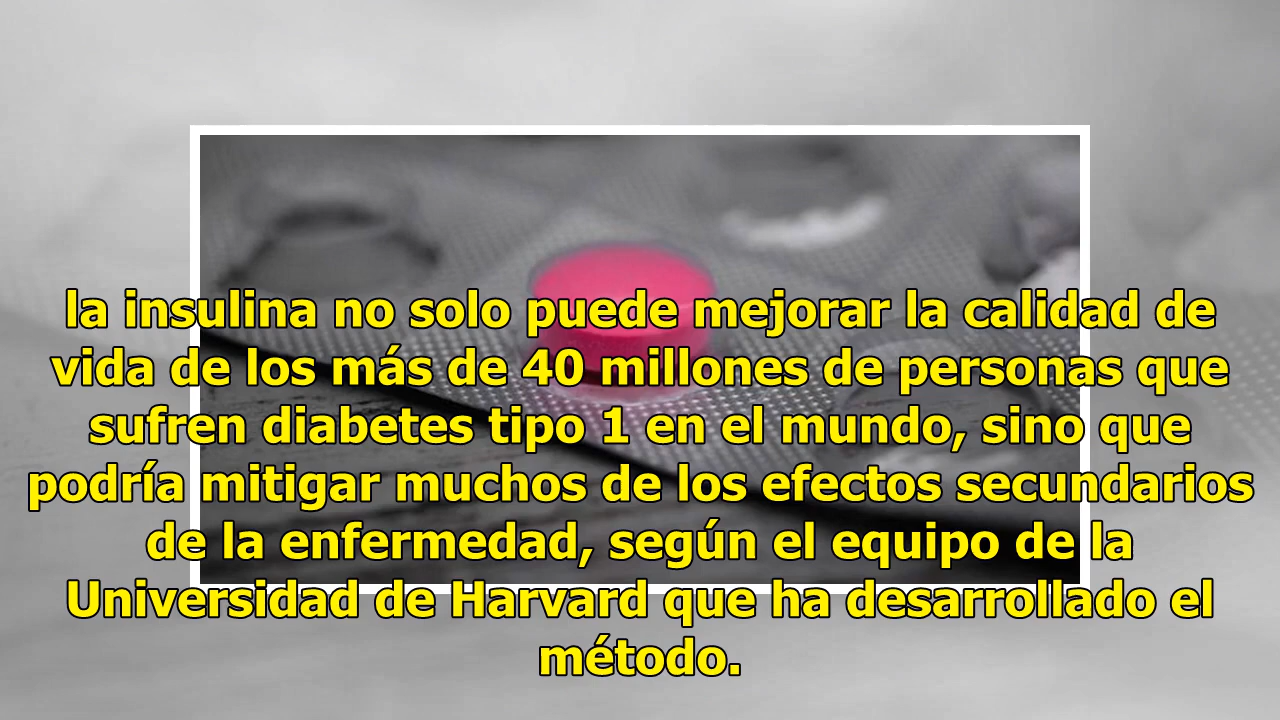 la insulina no solo puede mejorar la calidad de
vida de los más de 40 millones de personas que
sufren diabetes tipo 1 en el mundo, sino que
podría mitigar muchos de los efectos secundarios
de la enfermedad, según el equipo de la
Universidad de Harvard que ha desarrollado el
método.